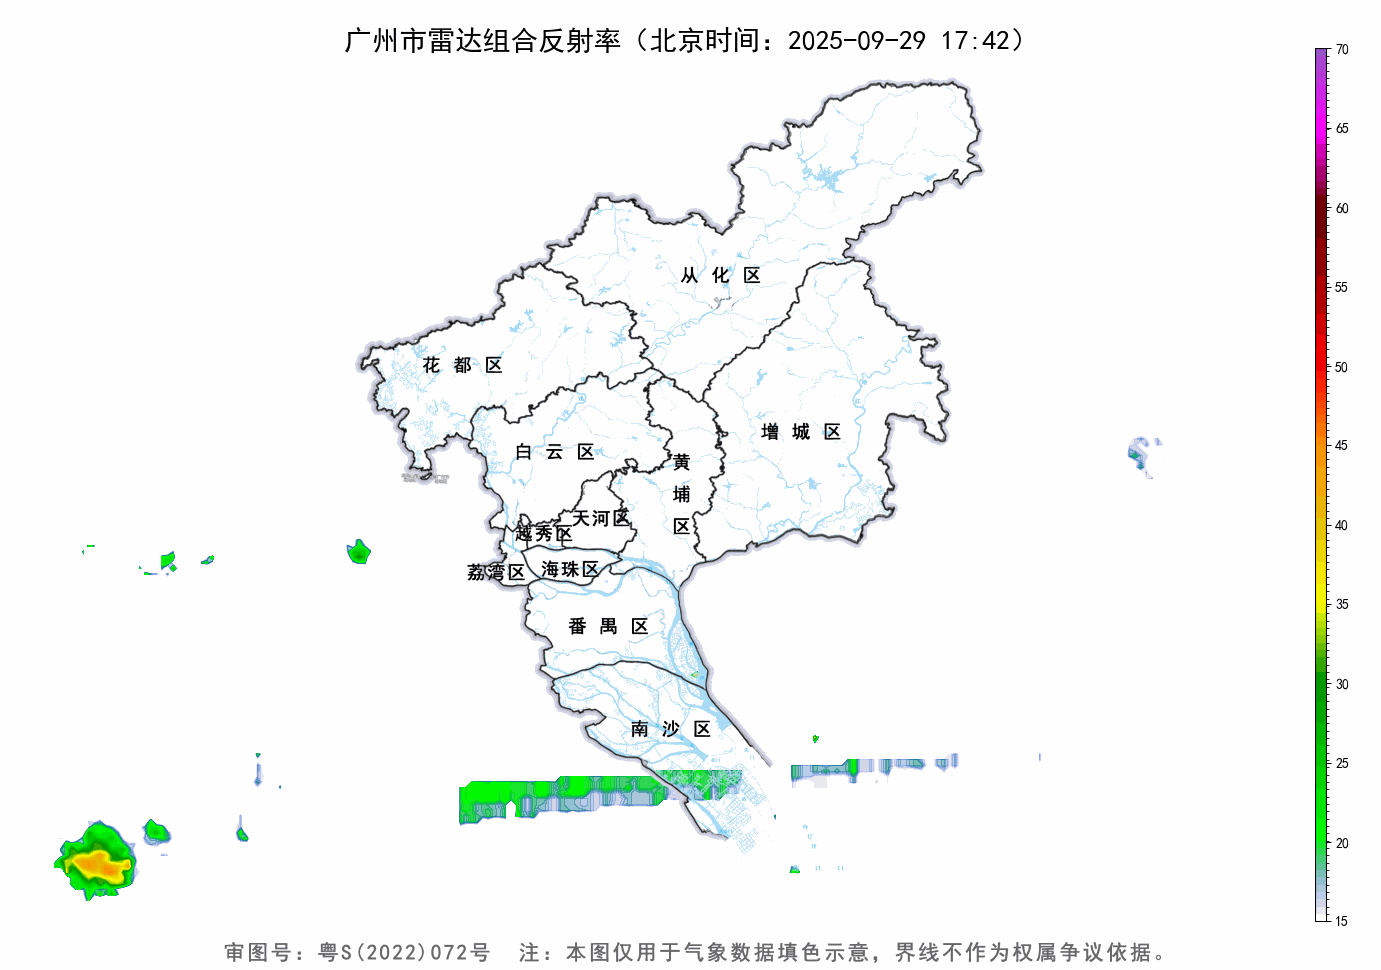 广州市雷达组合反射率（北京时间：2025-09-29 17:42）
70
65
60
55
50
45
40
35
30
25
20
15
从化区
花都区
增城区
白云区
黄埔区
天河区
越秀区
荔湾区
海珠区
番禺区
南沙区
审图号：粤S(2022)072号 注：本图仅用于气象数据填色示意，界线不作为权属争议依据。